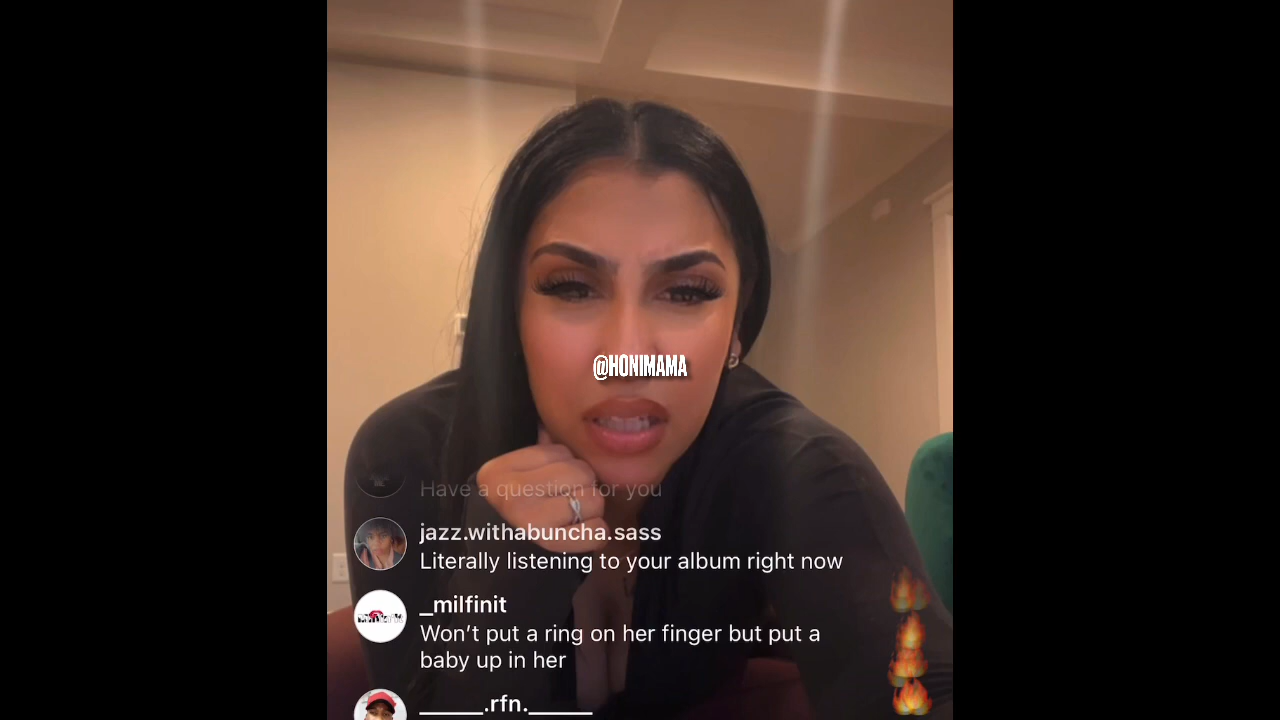 @HONIMAMA
Have a question for you
jazz.withabuncha.sass
Literally listening to your album right now
_milfinit
Won’t put a ring on her finger but put a
baby up in her
______.rfn.______